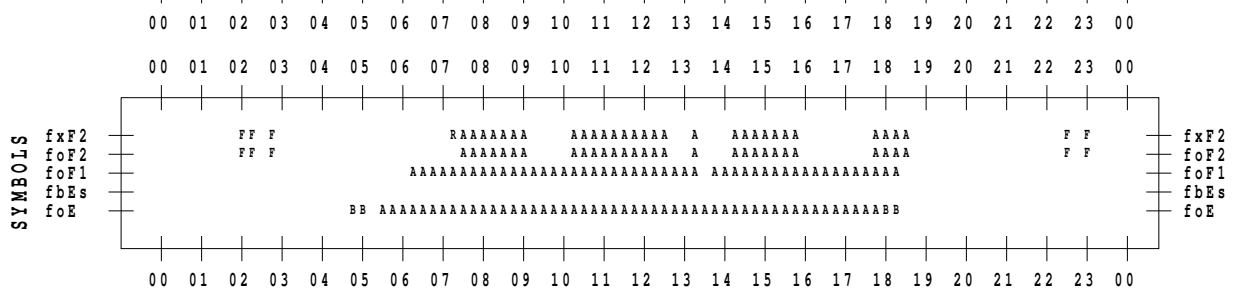 00 01 02 03 04 05 06 07 08 09 10 11 12 13 14 15 16 17 18 19 20 21 22 23 00
00 01 02 03 04 05 06 07 08 09 10 11 12 13 14 15 16 17 18 19 20 21 22 23 00
SYMBOLS
fxF2 FF F RAAAAAAA AAAAAAAAAA A AAAAAAA AAAA F F fxF2
foF2 FF F AAAAAAA AAAAAAAAAA A AAAAAAA AAAA F F foF2
foF1 AAAAAAAAAAAAAAAAAAAAAAAAAAAAA AAAAAAAAAAAAAAAAAAA foF1
fbEs fbEs
foE BB AAAAAAAAAAAAAAAAAAAAAAAAAAAAAAAAAAAAAAAAAAAAAAAAAABB foE
00 01 02 03 04 05 06 07 08 09 10 11 12 13 14 15 16 17 18 19 20 21 22 23 00